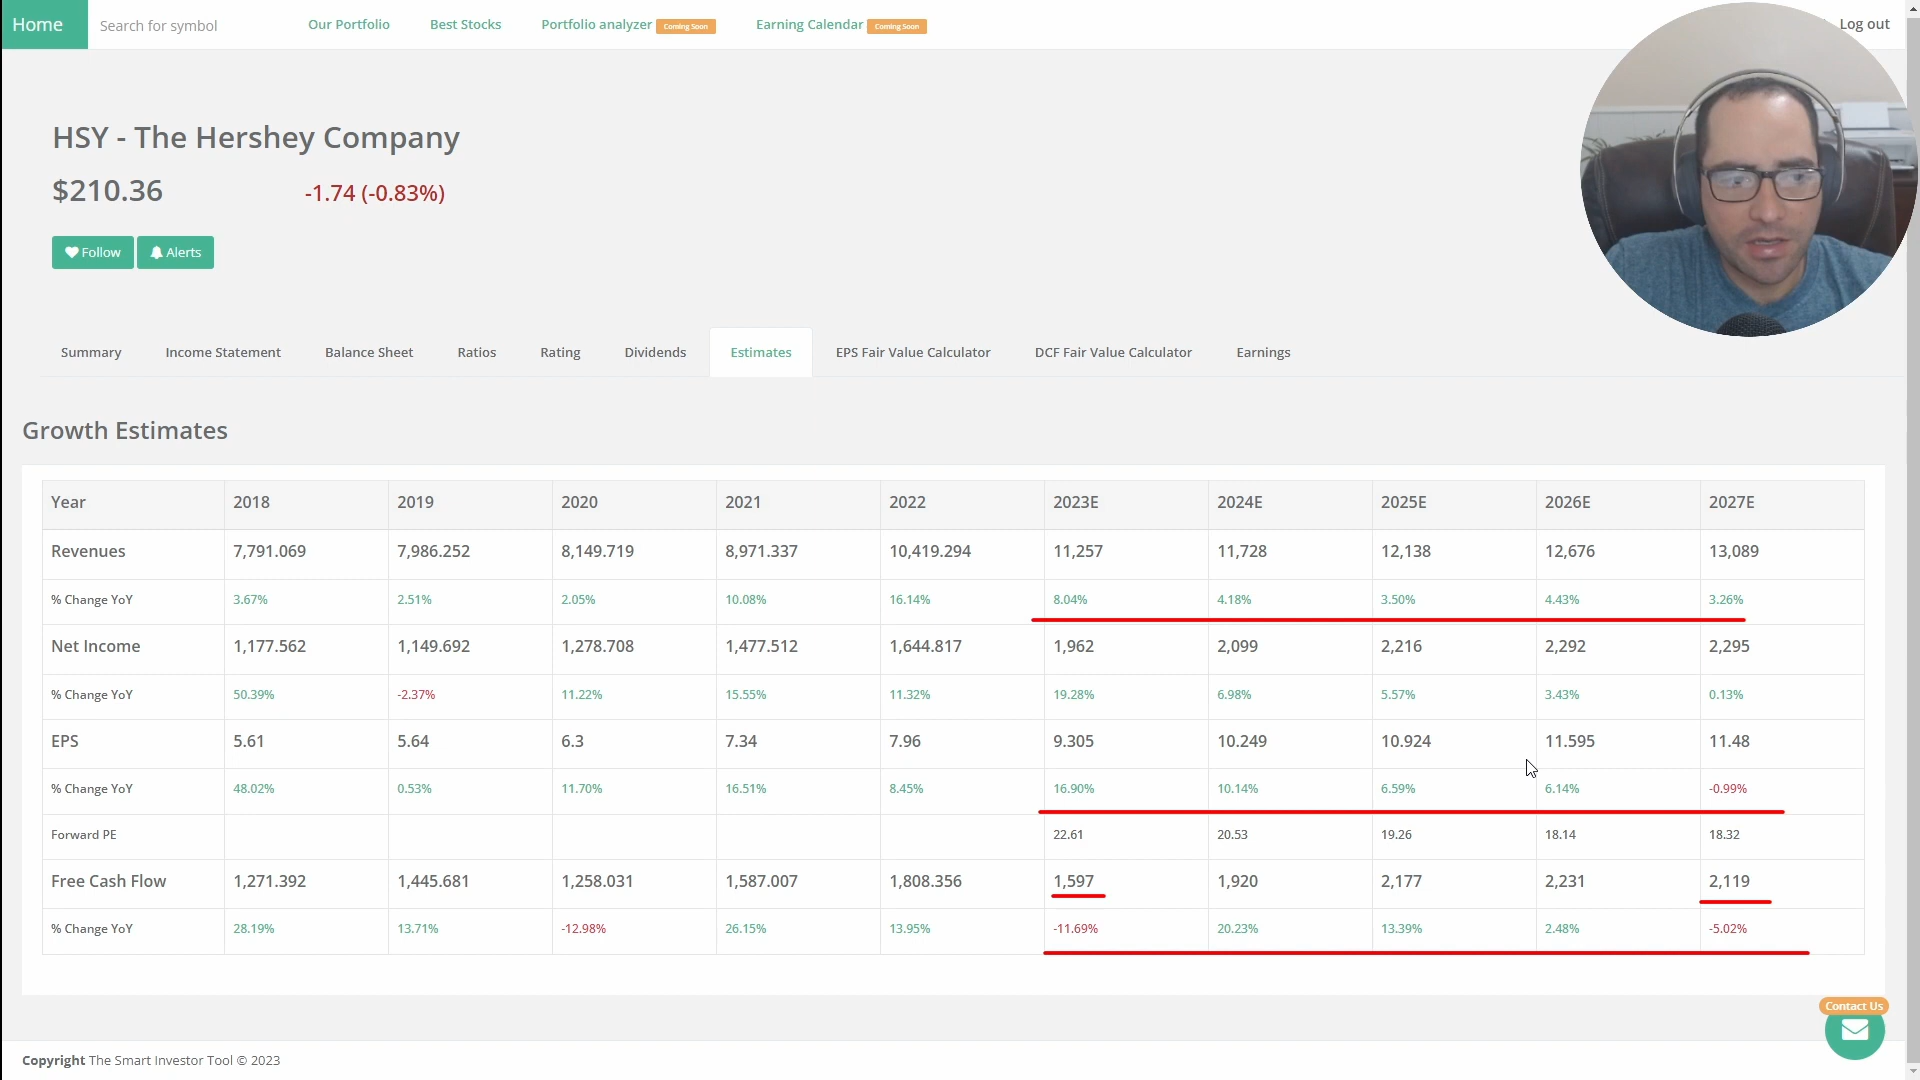 Home Search for symbol Our Portfolio Best Stocks Portfolio analyzer Coming Soon Earning Calendar Coming Soon Log out
HSY - The Hershey Company
$210.36 -1.74 (-0.83%)
Follow Alerts
Summary Income Statement Balance Sheet Ratios Rating Dividends Estimates EPS Fair Value Calculator DCF Fair Value Calculator Earnings
Growth Estimates
Year 2018 2019 2020 2021 2022 2023E 2024E 2025E 2026E 2027E
Revenues 7,791.069 7,986.252 8,149.719 8,971.337 10,419.294 11,257 11,728 12,138 12,676 13,089
% Change YoY 3.67% 2.51% 2.05% 10.08% 16.14% 8.04% 4.18% 3.50% 4.43% 3.26%
Net Income 1,177.562 1,149.692 1,278.708 1,477.512 1,644.817 1,962 2,099 2,216 2,292 2,295
% Change YoY 50.39% -2.37% 11.22% 15.55% 11.32% 19.28% 6.98% 5.57% 3.43% 0.13%
EPS 5.61 5.64 6.3 7.34 7.96 9.305 10.249 10.924 11.595 11.48
% Change YoY 48.02% 0.53% 11.70% 16.51% 8.45% 16.90% 10.14% 6.59% 6.14% -0.99%
Forward PE 22.61 20.53 19.26 18.14 18.32
Free Cash Flow 1,271.392 1,445.681 1,258.031 1,587.007 1,808.356 1,597 1,920 2,177 2,231 2,119
% Change YoY 28.19% 13.71% -12.98% 26.15% 13.95% -11.69% 20.23% 13.39% 2.48% -5.02%
Contact Us
Copyright The Smart Investor Tool © 2023